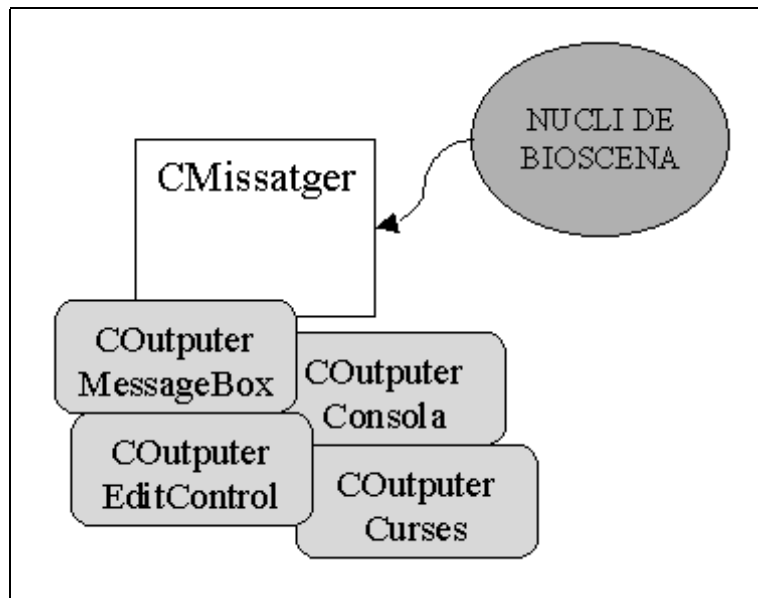 NUCLI DE
BIOSCENA
CMissatger
COutputer
MessageBox
COutputer
Consola
COutputer
EditControl
COutputer
Curses